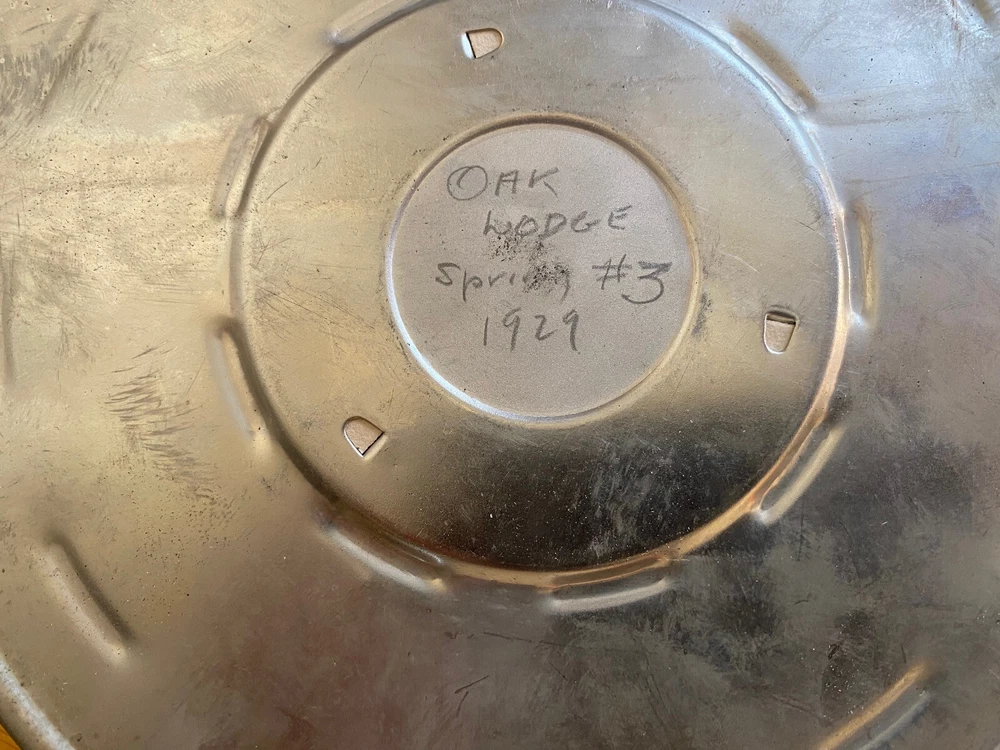 OAK
LODGE
Spring #3
1929